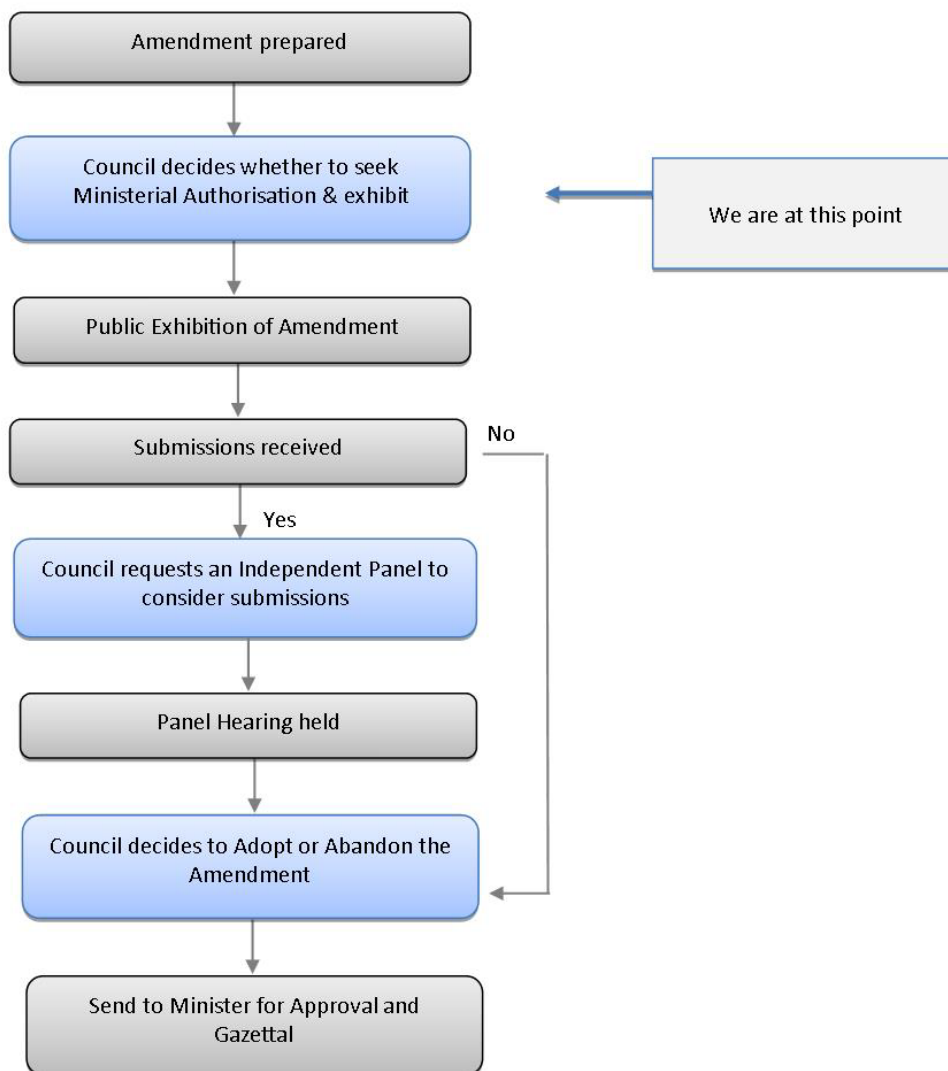 Amendment prepared
Council decides whether to seek
Ministerial Authorisation & exhibit
We are at this point
Public Exhibition of Amendment
Submissions received
No
Yes
Council requests an Independent Panel to
consider submissions
Panel Hearing held
Council decides to Adopt or Abandon the
Amendment
Send to Minister for Approval and
Gazettal